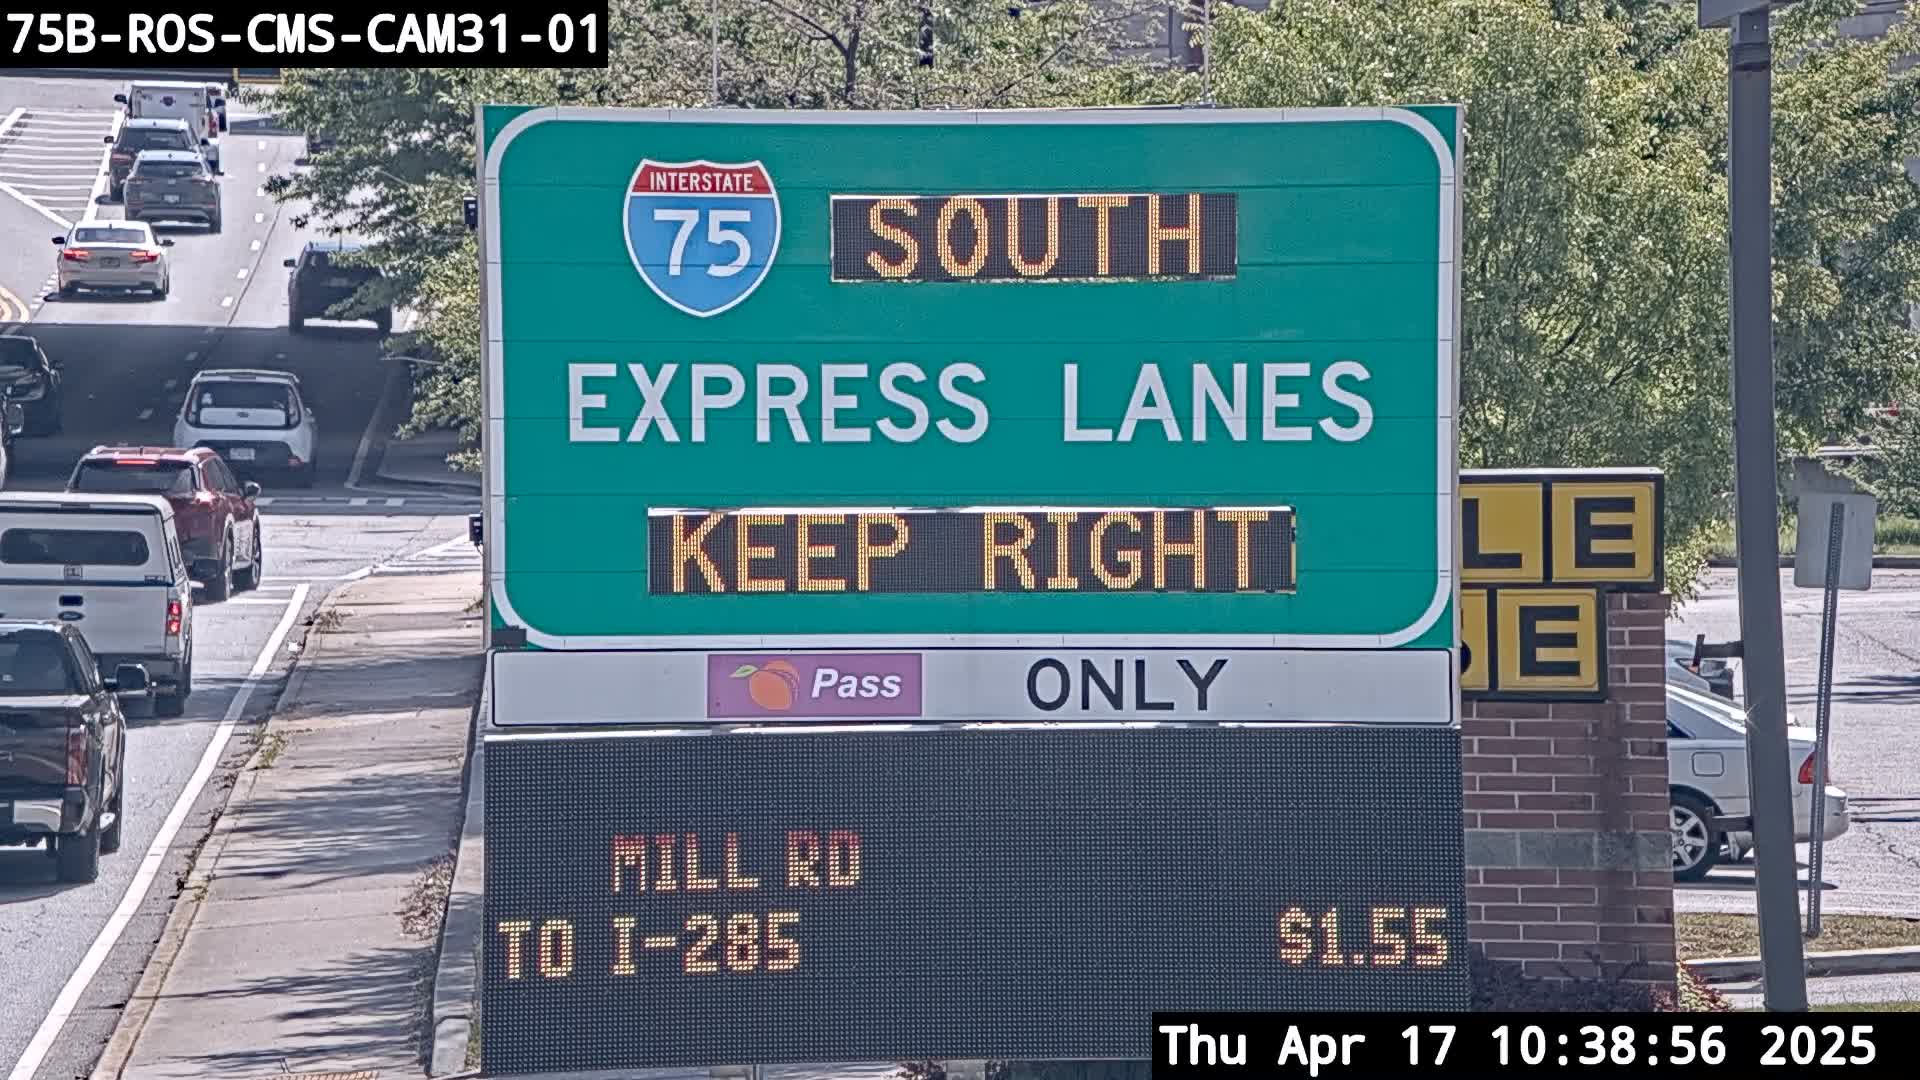 75B-ROS-CMS-CAM31-01
INTERSTATE
75
SOUTH
EXPRESS LANES
KEEP RIGHT
Pass ONLY
MILL RD
TO I-285 $1.55
LE
E
Thu Apr 17 10:38:56 2025